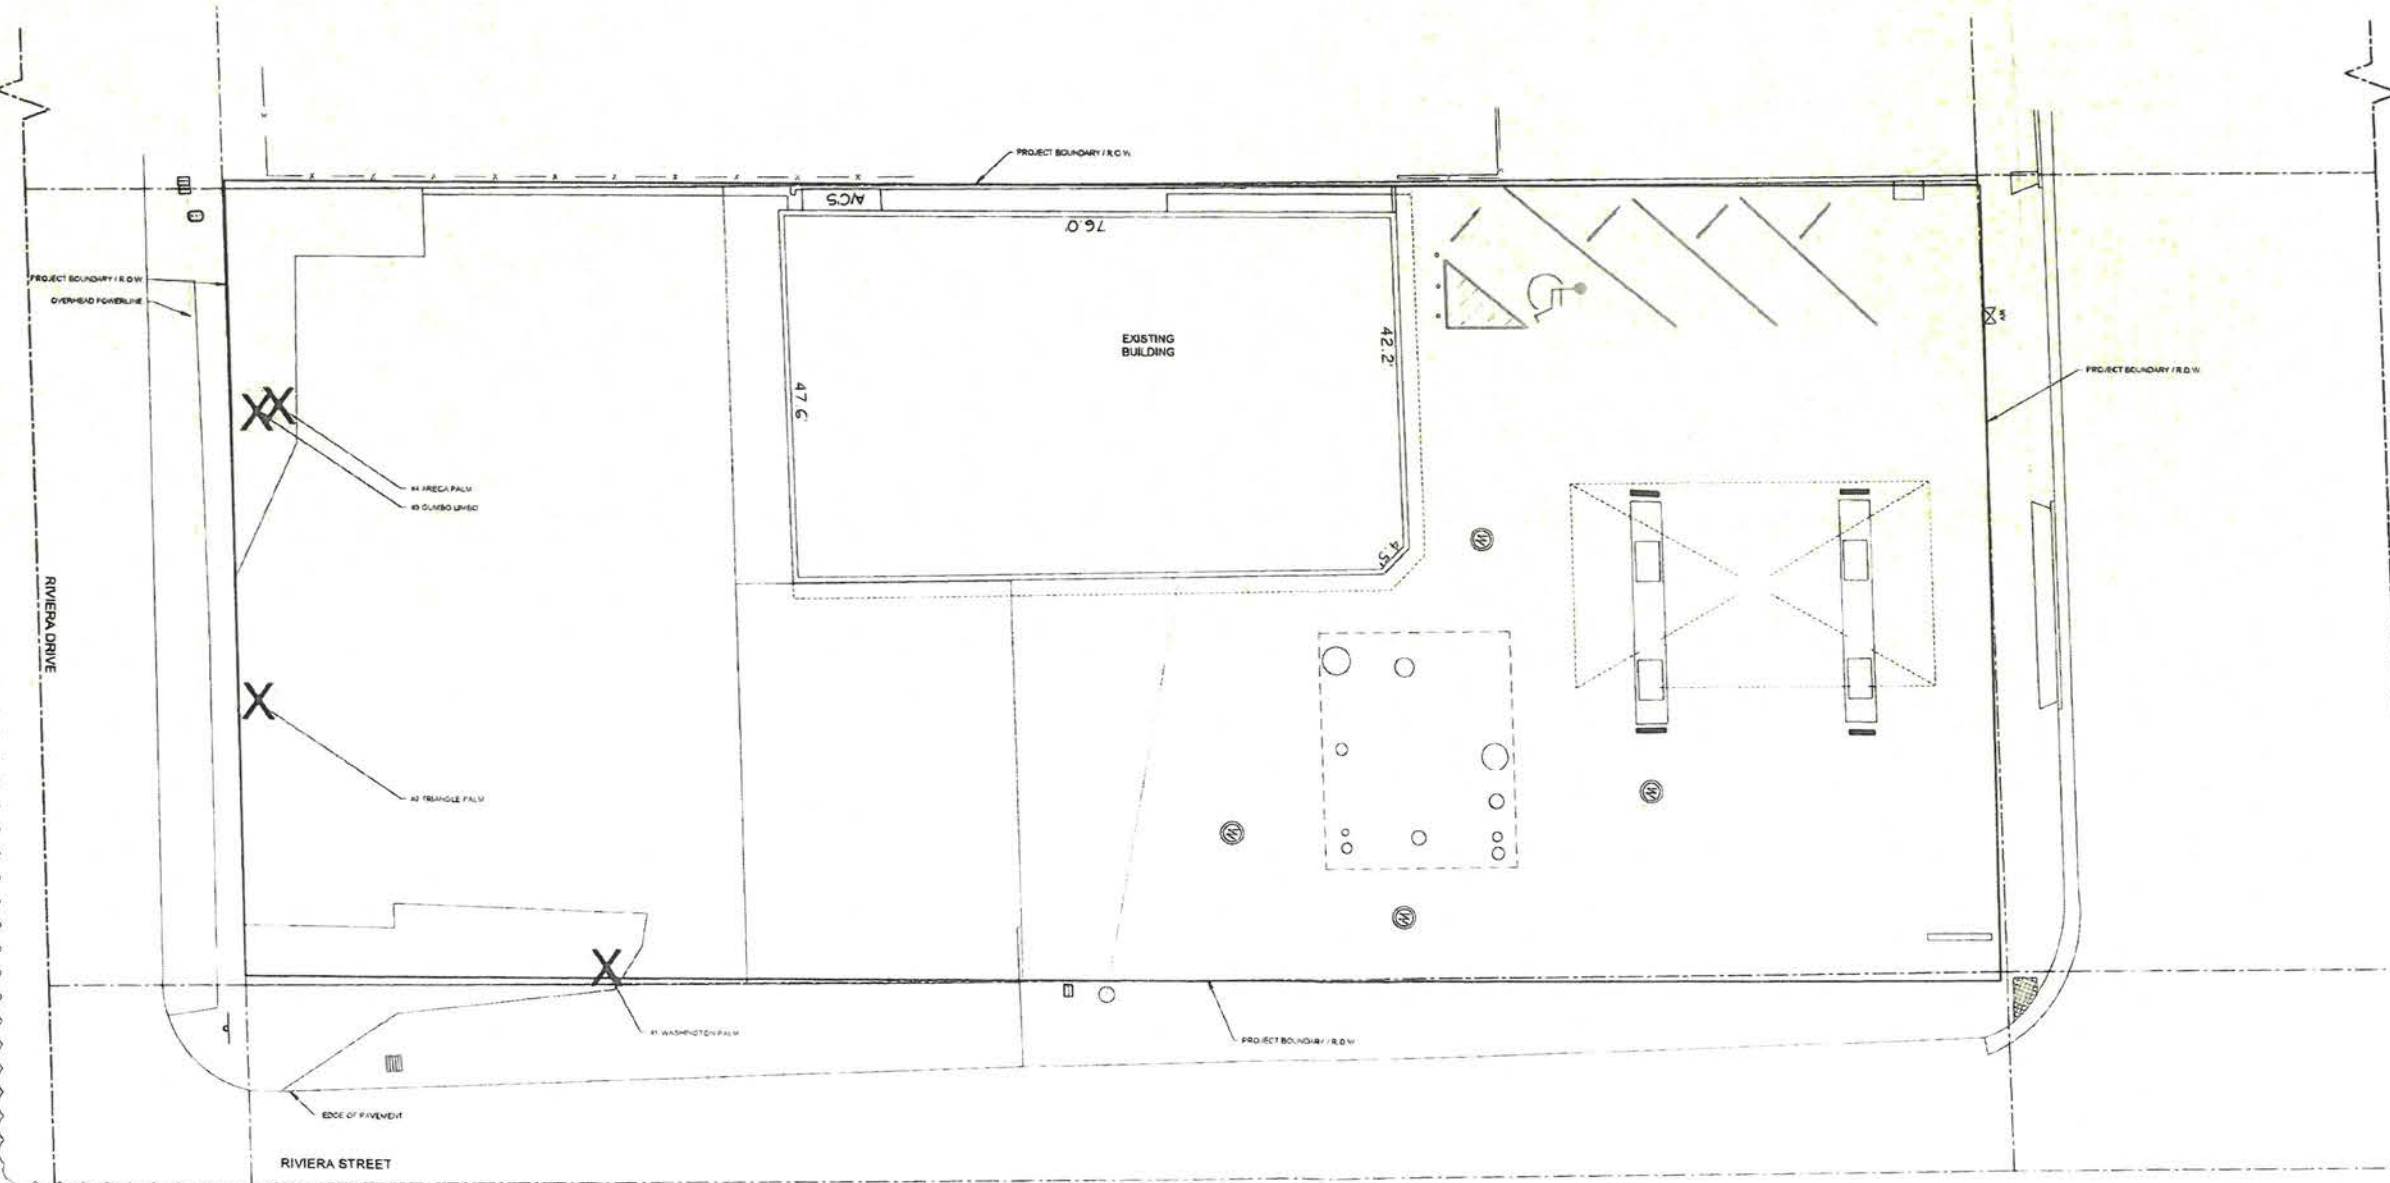 PROJECT BOUNDARY / R.O.W.
A/C'S
76.0'
PROJECT BOUNDARY / R.O.W.
OVERHEAD POWERLINE
EXISTING
BUILDING
42.2'
47.6'
WV
PROJECT BOUNDARY / R.O.W.
#4 ARECA PALM
#3 GUMBO LIMBO
4.5'
W
RIVIERA DRIVE
#2 TRIANGLE PALM
W
W
W
#1 WASHINGTON PALM
PROJECT BOUNDARY / R.O.W.
EDGE OF PAVEMENT
RIVIERA STREET